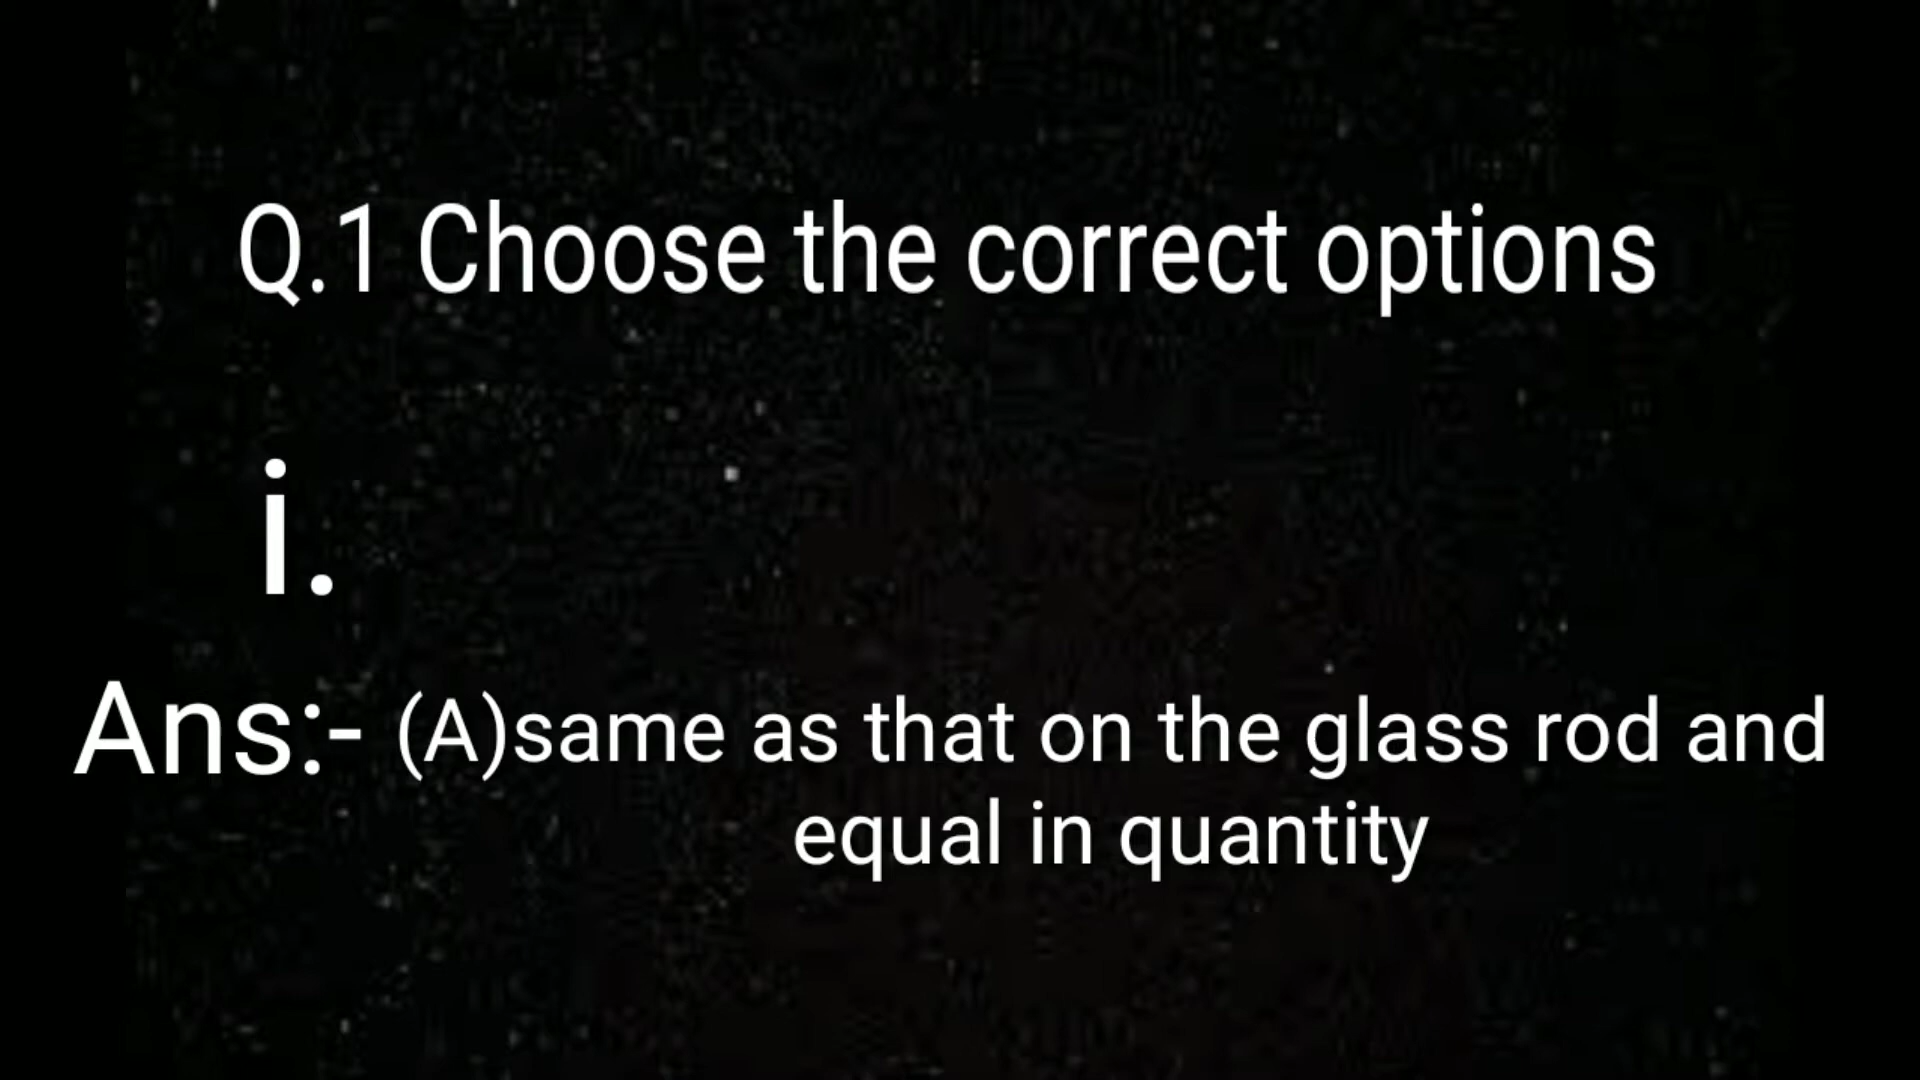 Q.1 Choose the correct options
i.
Ans:- (A)same as that on the glass rod and
equal in quantity